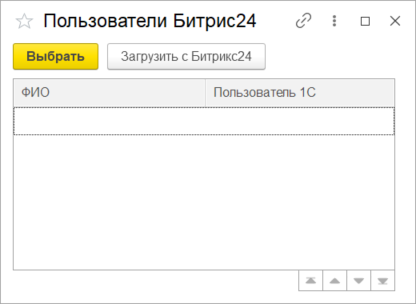 Пользователи Битрис24
Выбрать Загрузить с Битрикс24
ФИО Пользователь 1С